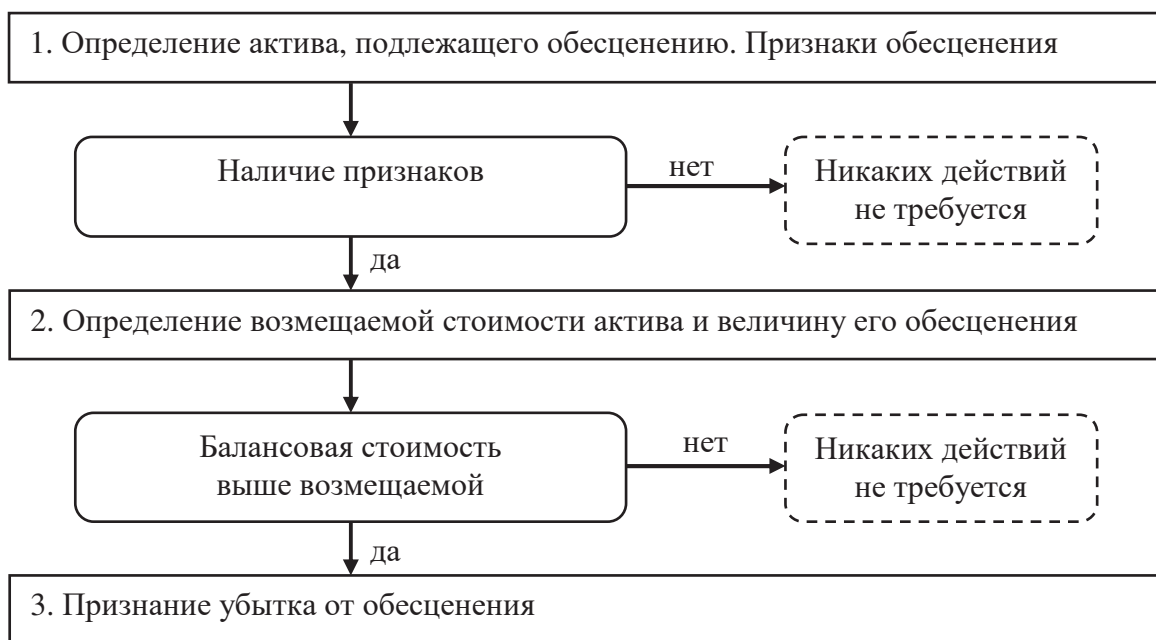 1. Определение актива, подлежащего обесценению. Признаки обесценения
Наличие признаков
нет
Никаких действий
не требуется
да
2. Определение возмещаемой стоимости актива и величину его обесценения
Балансовая стоимость
выше возмещаемой
нет
Никаких действий
не требуется
да
3. Признание убытка от обесценения